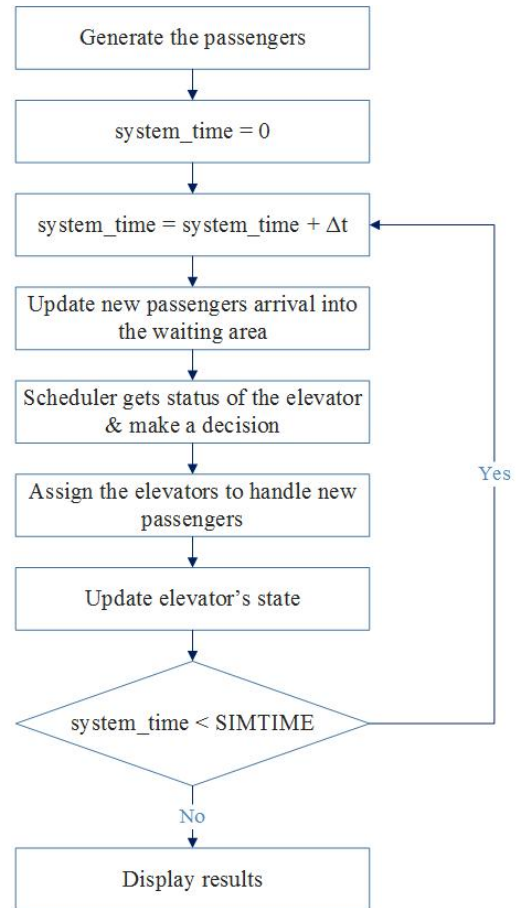 Generate the passengers
system_time = 0
system_time = system_time + Δt
Update new passengers arrival into
the waiting area
Scheduler gets status of the elevator
& make a decision
Assign the elevators to handle new
passengers
Yes
Update elevator’s state
system_time < SIMTIME
No
Display results